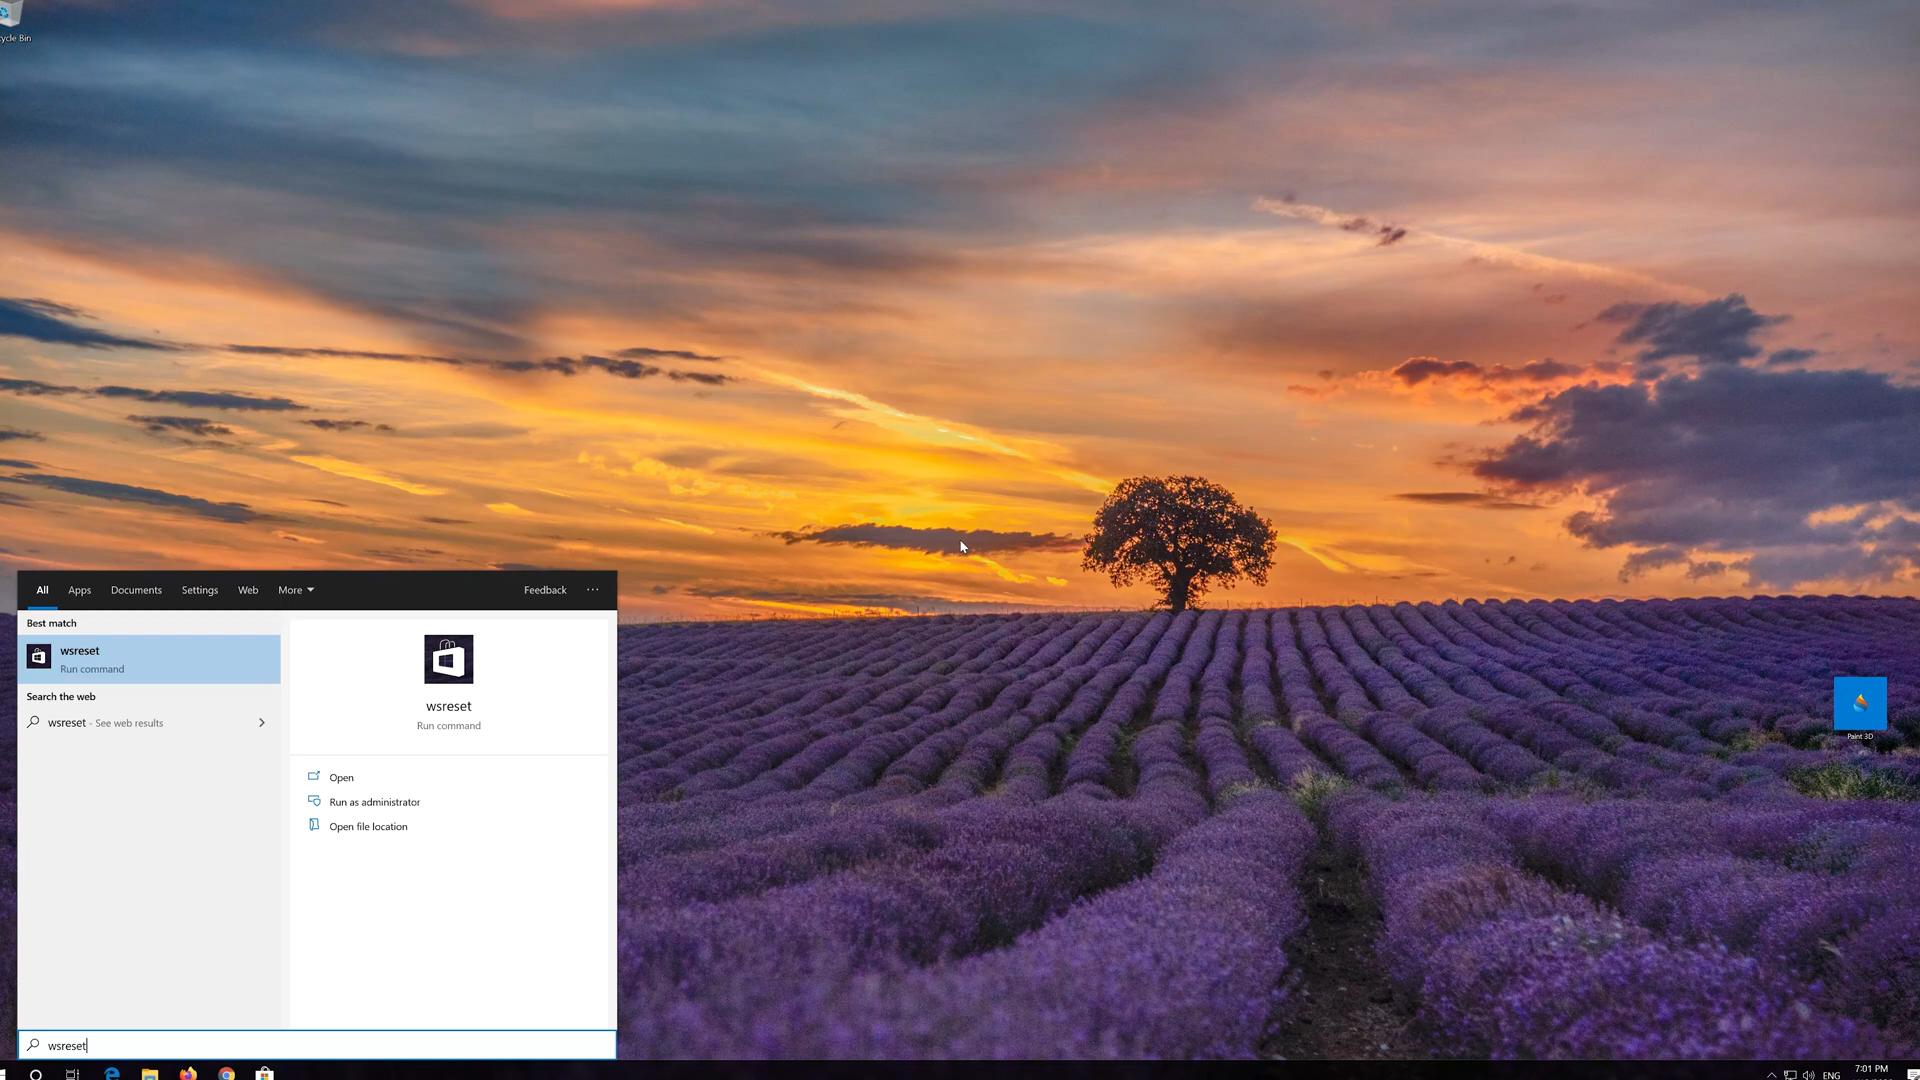 ycle Bin
All Apps Documents Settings Web More Feedback ...
Best match
wsreset
Run command
Search the web
wsreset - See web results
wsreset
Run command
Open
Run as administrator
Open file location
wsreset
Paint 3D
ENG
7:01 PM